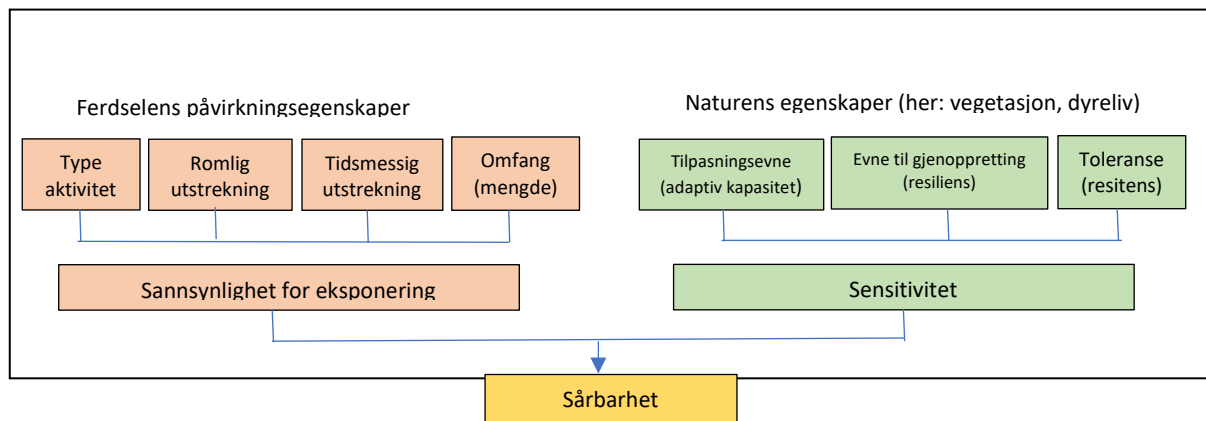 Ferdselens påvirkningsegenskaper
Type
aktivitet
Romlig
utstrekning
Tidsmessig
utstrekning
Omfang
(mengde)
Sannsynlighet for eksponering
Naturens egenskaper (her: vegetasjon, dyreliv)
Tilpasningsevne
(adaptiv kapasitet)
Evne til gjenoppretting
(resiliens)
Toleranse
(resitens)
Sensitivitet
Sårbarhet